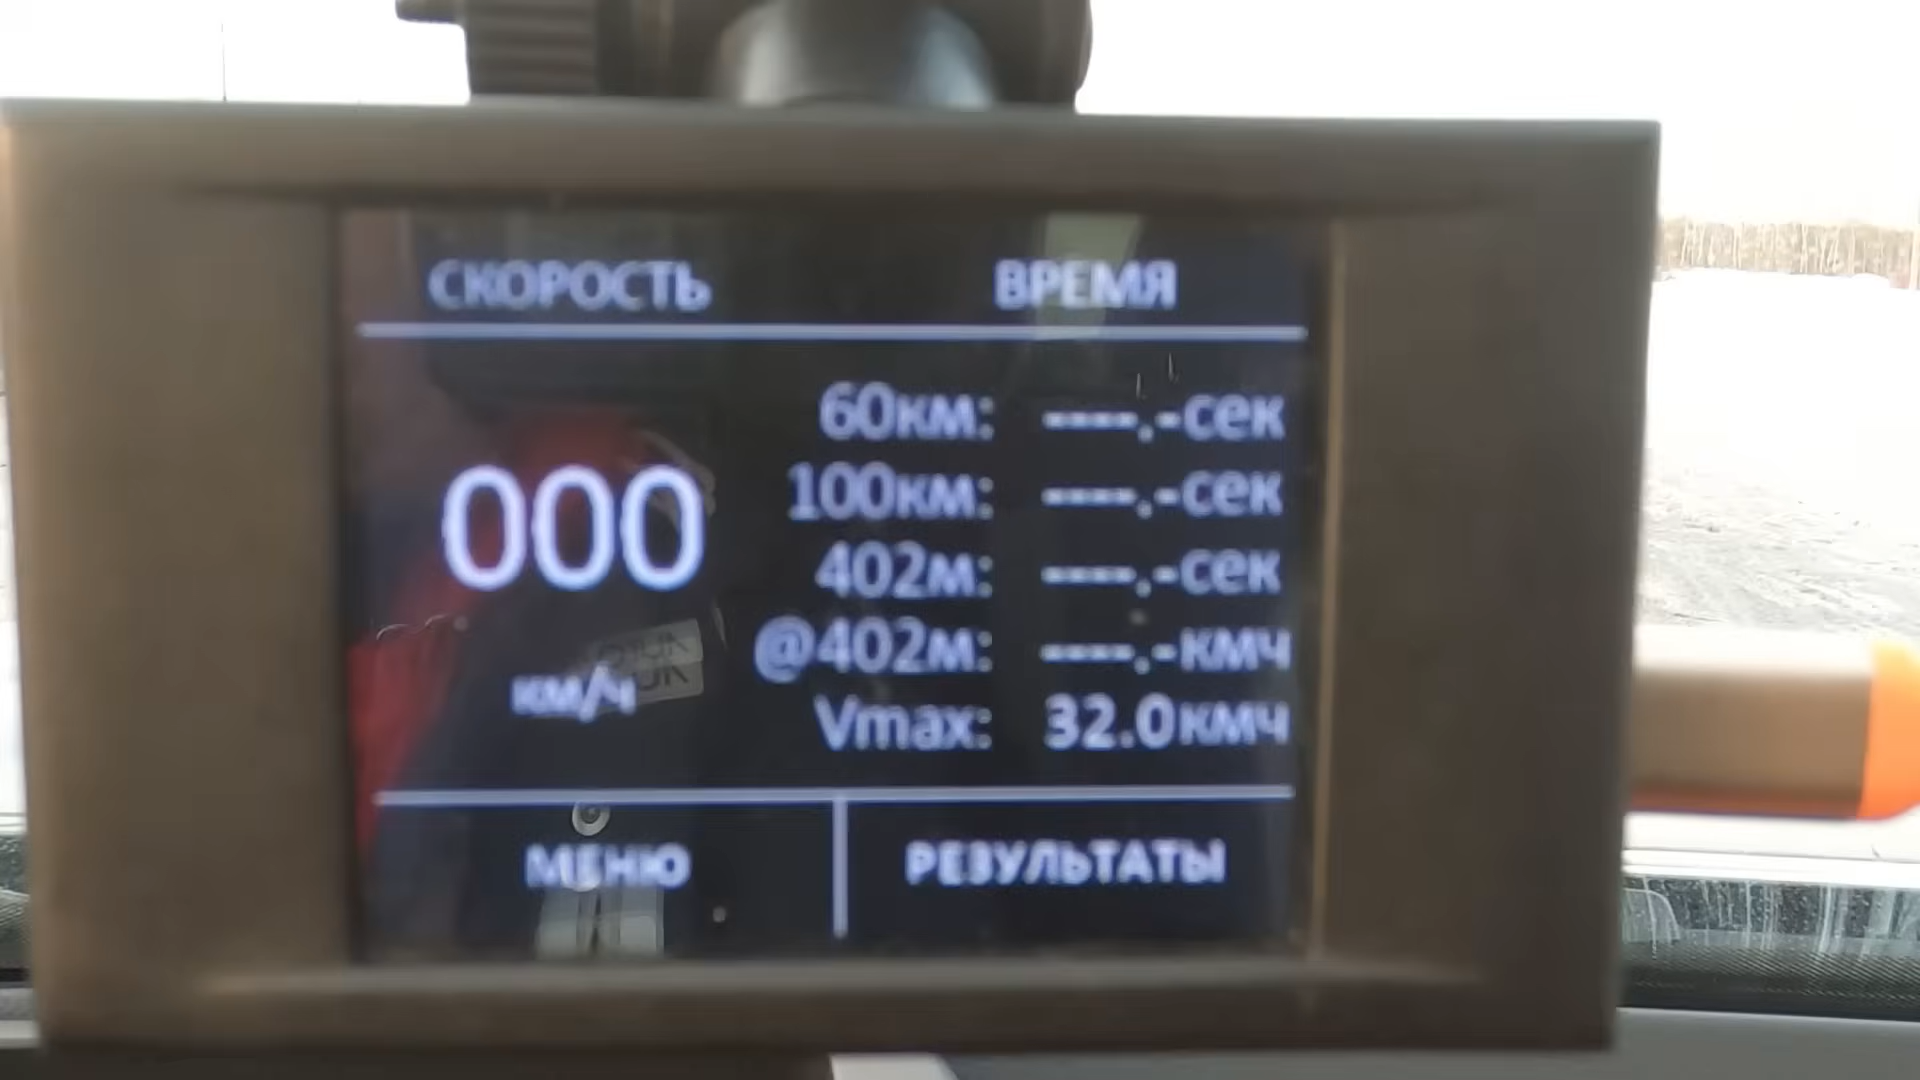 СКОРОСТЬ ВРЕМЯ
60км: ----.-сек
100км: ----.-сек
000
402м: ----.-сек
@402м: ----.-кмч
км/ч
Vmax: 32.0кмч
МЕНЮ РЕЗУЛЬТАТЫ